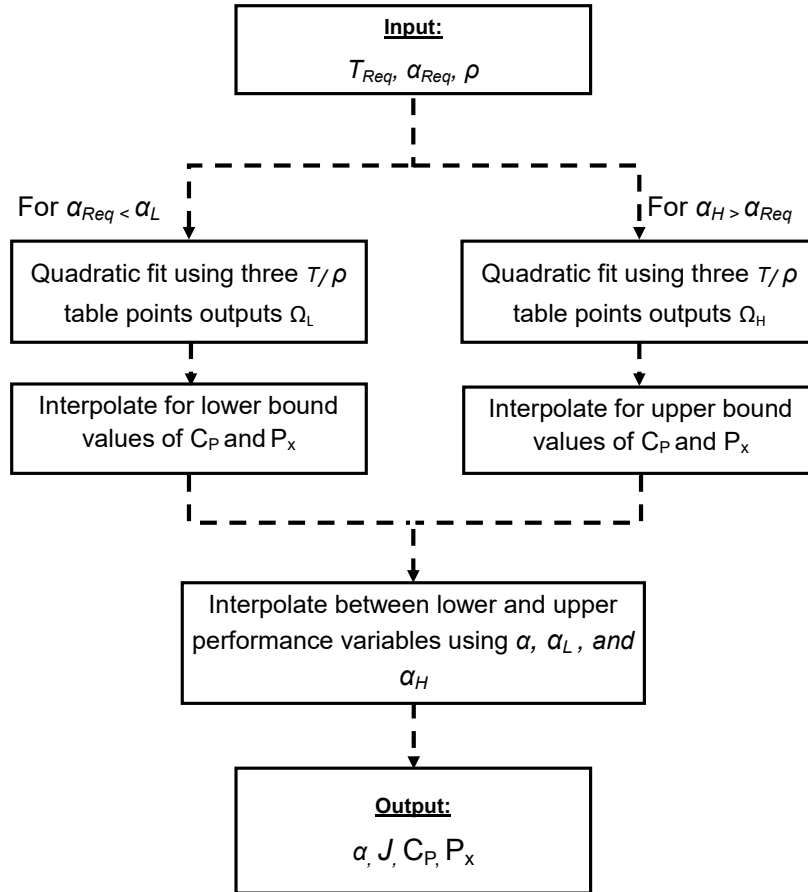 Input:
T_Req, α_Req, ρ
For α_Req < α_L
For α_H > α_Req
Quadratic fit using three T/ρ
table points outputs Ω_L
Quadratic fit using three T/ρ
table points outputs Ω_H
Interpolate for lower bound
values of C_P and P_x
Interpolate for upper bound
values of C_P and P_x
Interpolate between lower and upper
performance variables using α, α_L, and
α_H
Output:
α, J, C_P, P_x